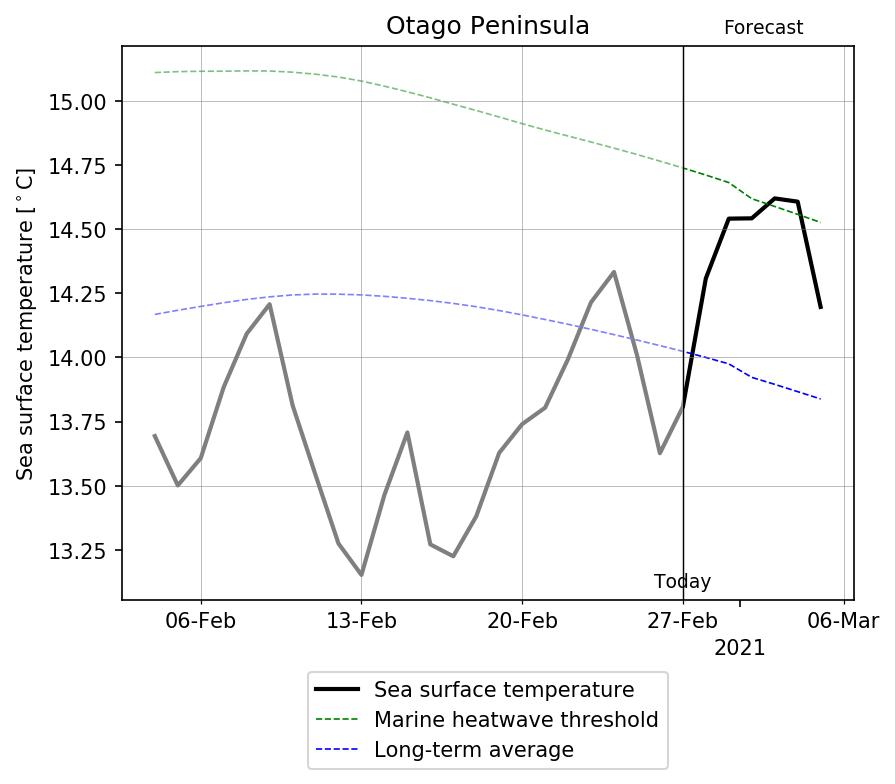 Otago Peninsula
Forecast
Sea surface temperature [°C]
15.00
14.75
14.50
14.25
14.00
13.75
13.50
13.25
Today
06-Feb
13-Feb
20-Feb
27-Feb
06-Mar
2021
Sea surface temperature
Marine heatwave threshold
Long-term average